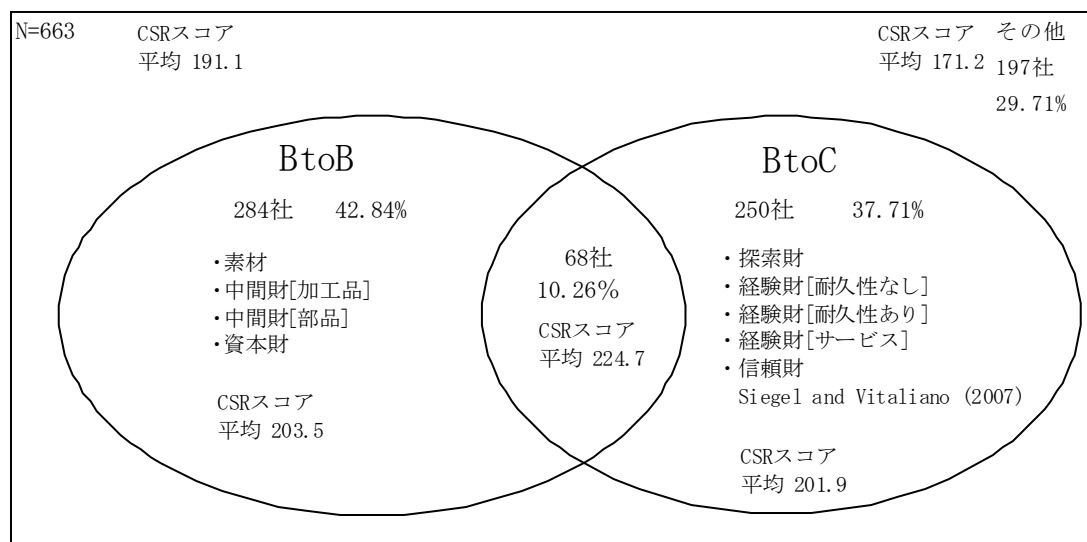 N=663
CSRスコア
平均 191.1
CSRスコア
平均 171.2
その他
197社
29.71%
BtoB
284社 42.84%
・素材
・中間財[加工品]
・中間財[部品]
・資本財
CSRスコア
平均 203.5
68社
10.26%
CSRスコア
平均 224.7
BtoC
250社 37.71%
・探索財
・経験財[耐久性なし]
・経験財[耐久性あり]
・経験財[サービス]
・信頼財
Siegel and Vitaliano (2007)
CSRスコア
平均 201.9